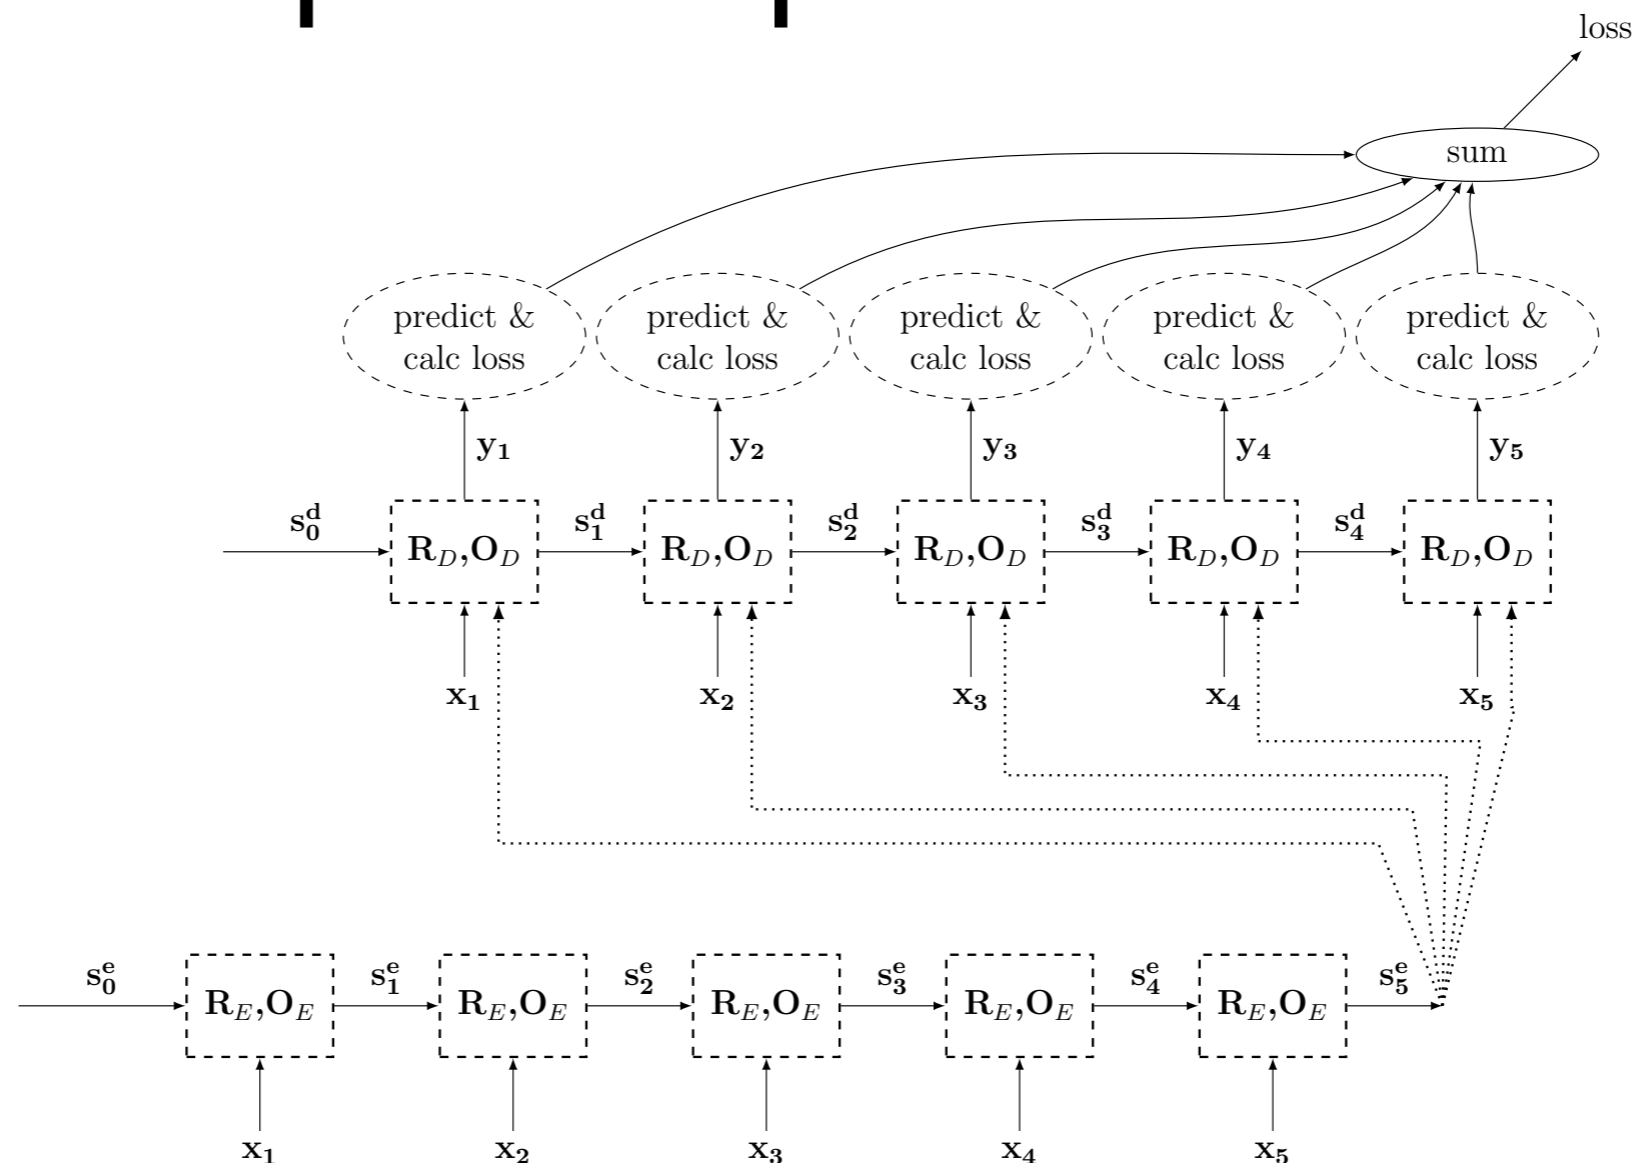 loss
sum
predict & predict & predict & predict & predict &
calc loss calc loss calc loss calc loss calc loss
y₁ y₂ y₃ y₄ y₅
s₀ᵈ s₁ᵈ s₂ᵈ s₃ᵈ s₄ᵈ
R_D,O_D R_D,O_D R_D,O_D R_D,O_D R_D,O_D
x₁ x₂ x₃ x₄ x₅
s₀ᵉ s₁ᵉ s₂ᵉ s₃ᵉ s₄ᵉ s₅ᵉ
R_E,O_E R_E,O_E R_E,O_E R_E,O_E R_E,O_E
x₁ x₂ x₃ x₄ x₅